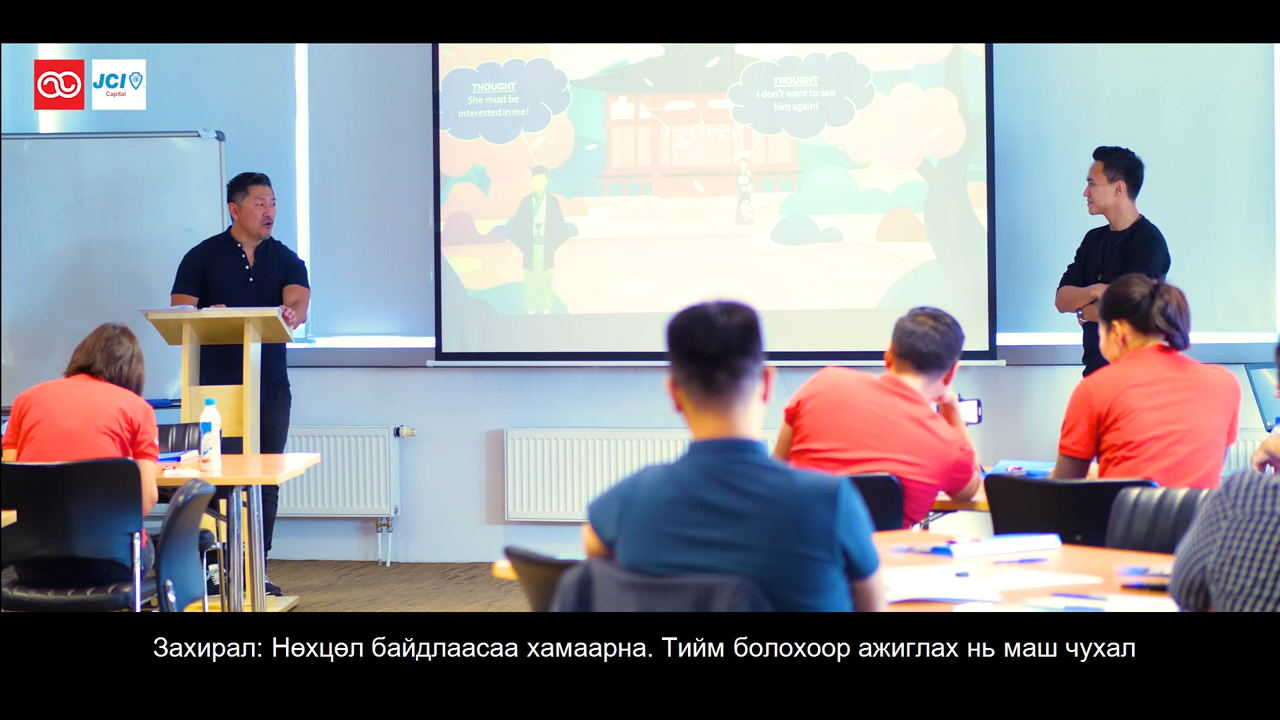 JCI
Capital
THOUGHT
She must be
interested in me!
THOUGHT
I don't want to see
him again!
Захирал: Нөхцөл байдлаасаа хамаарна. Тийм болохоор ажиглах нь маш чухал